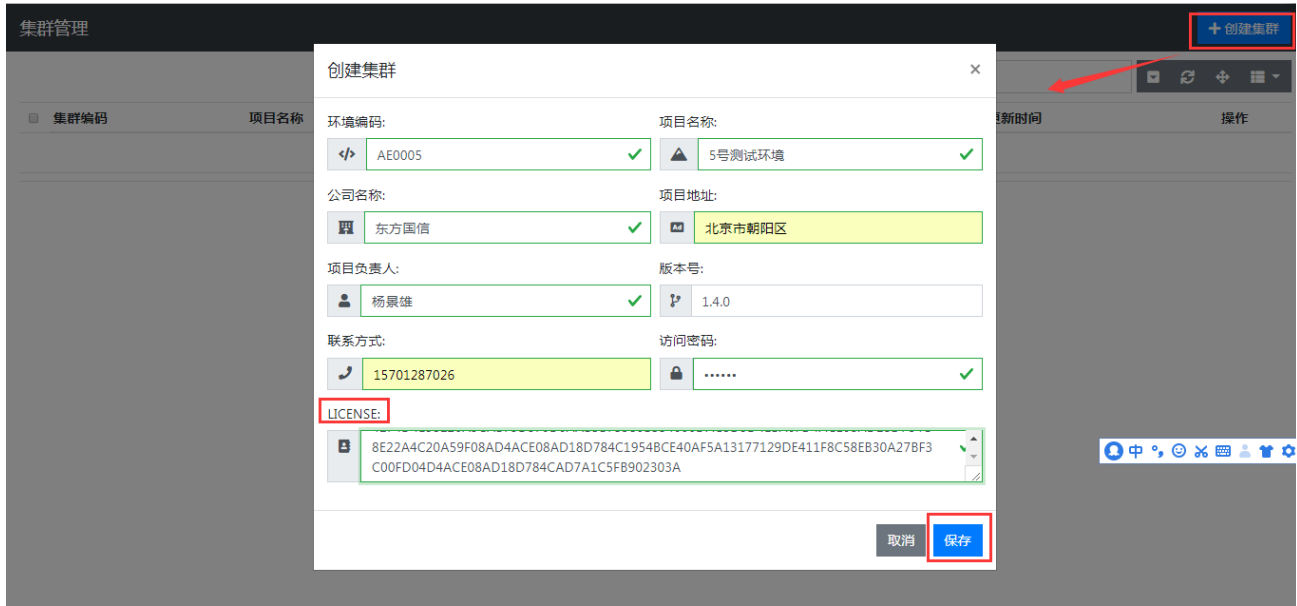 集群管理
创建集群
集群编码
项目名称
更新时间
操作
创建集群
×
环境编码:
项目名称:
AE0005
5号测试环境
公司名称:
项目地址:
东方国信
北京市朝阳区
项目负责人:
版本号:
杨景雄
1.4.0
联系方式:
访问密码:
15701287026
••••••
LICENSE:
8E22A4C20A59F08AD4ACE08AD18D784C1954BCE40AF5A13177129DE411F8C58EB30A27BF3
C00FD04D4ACE08AD18D784CAD7A1C5FB902303A
取消
保存
中